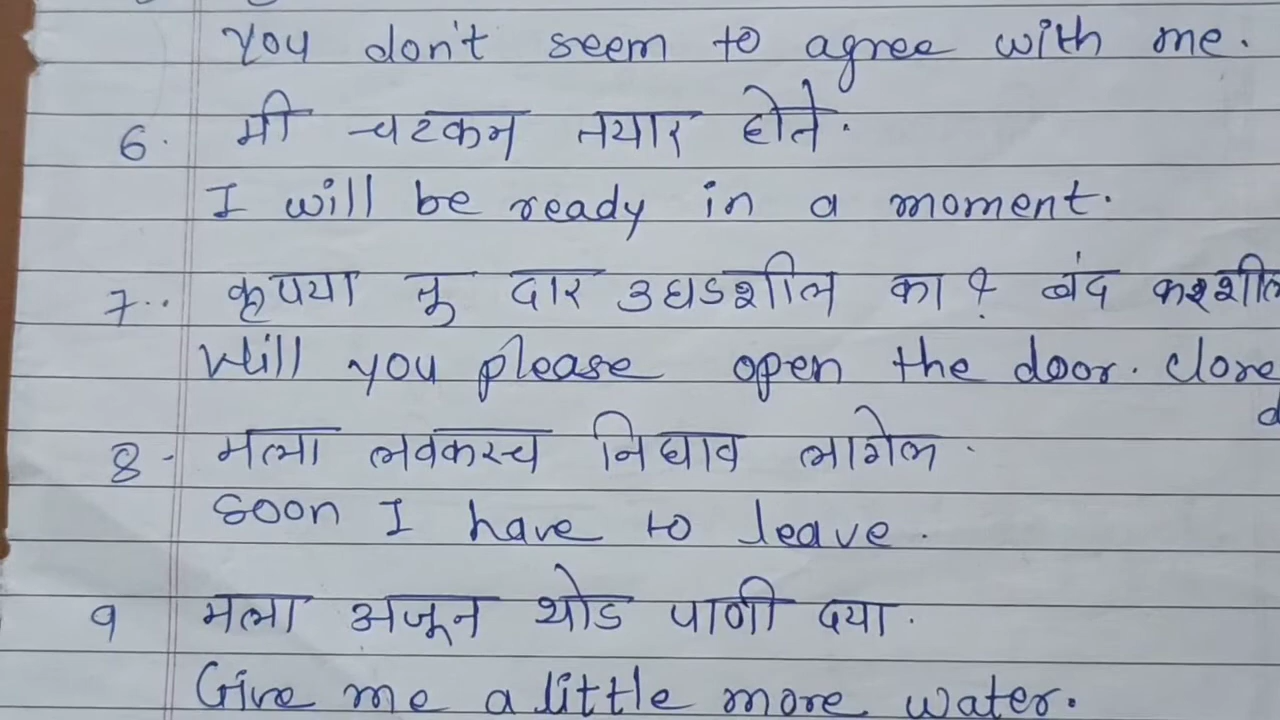 You don't seem to agree with me.
6. मी चटकन तयार होते.
I will be ready in a moment.
7.. कृपया तू दार उघडशील का? बंद करशील
Will you please open the door. close
d
8- मला लवकरच निघाव लागेल.
Soon I have to leave.
9 मला अजून थोड पाणी दया.
Give me a little more water.